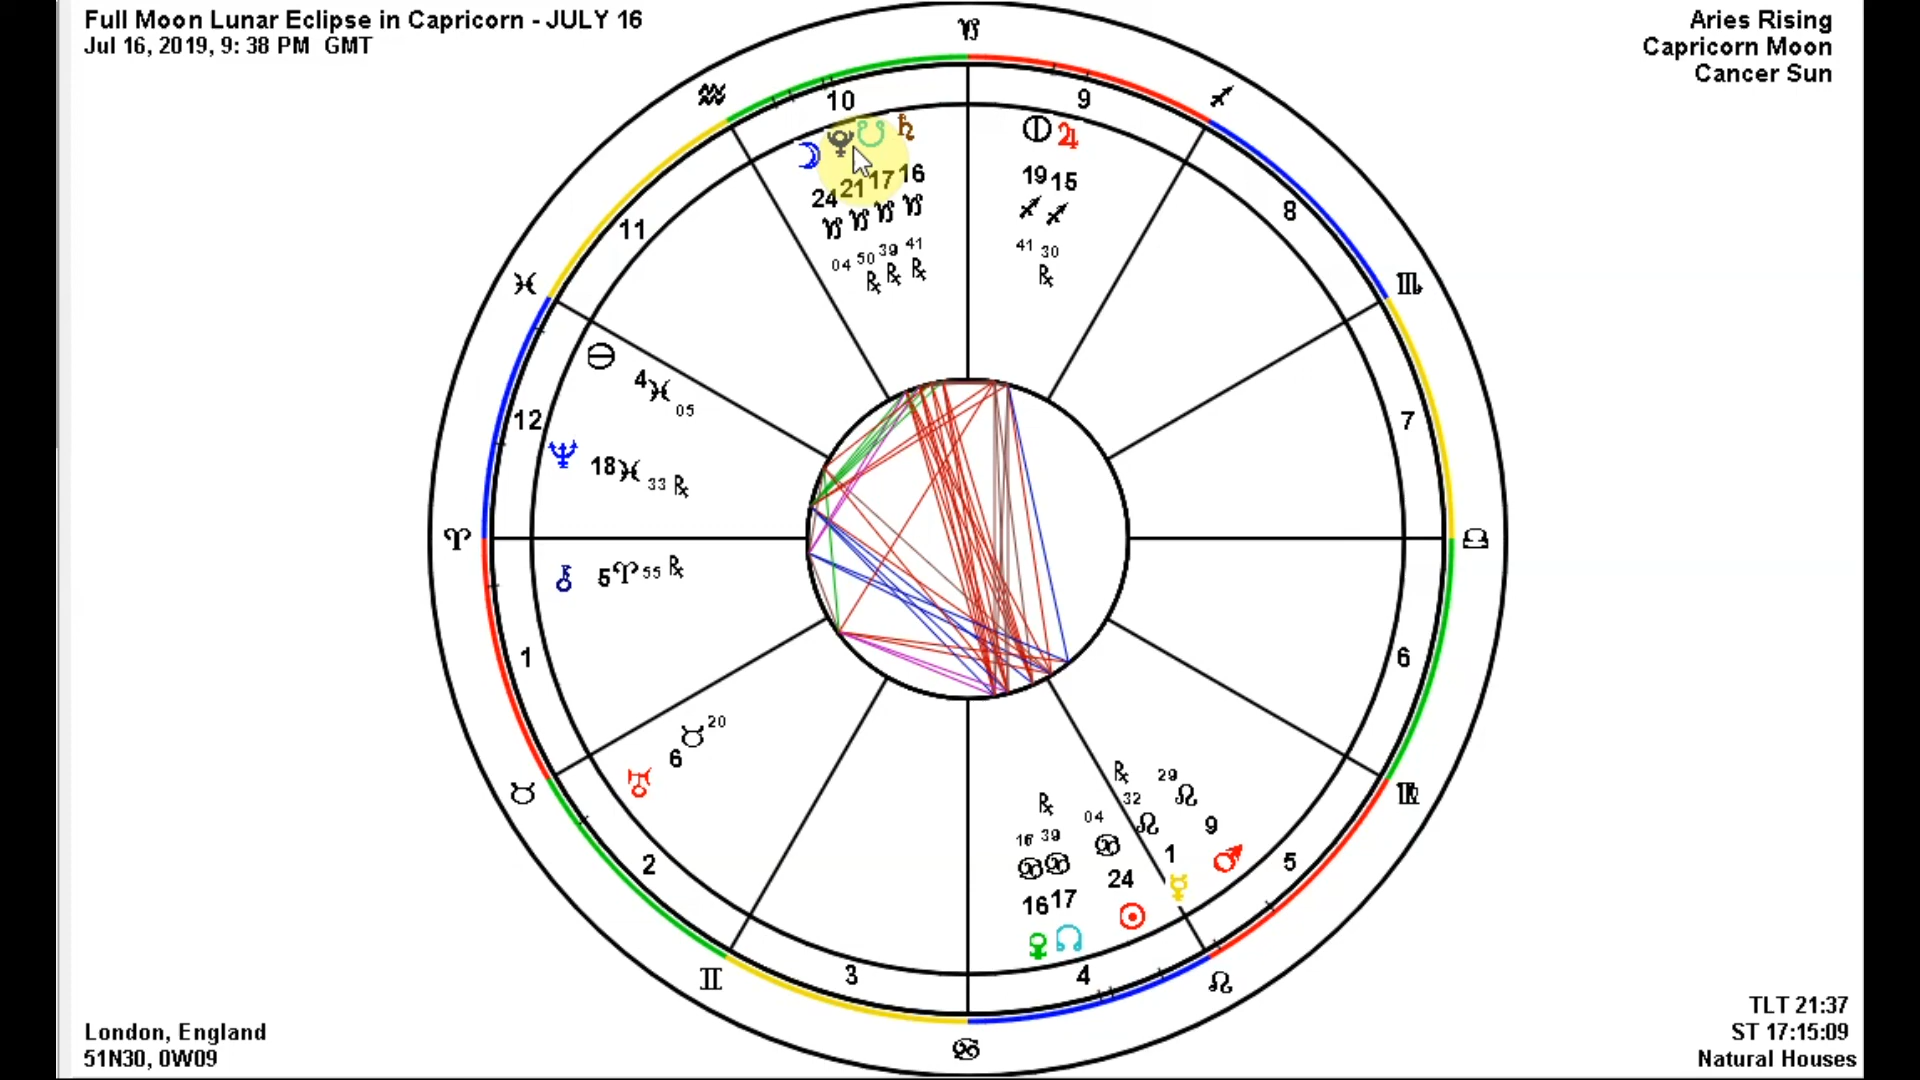 Full Moon Lunar Eclipse in Capricorn - JULY 16
Jul 16, 2019, 9: 38 PM GMT
Aries Rising
Capricorn Moon
Cancer Sun
♑
♒ ♐
10 9
☽ ♇ ☋ ♄
24 21 17 16
♑ ♑ ♑ ♑
04 50 39 41
℞ ℞ ℞
♃
19 15
♐ ♐
41 30
℞
11 8
♓ ♏
4 ♓ 05
12 7
♆ 18 ♓ 33 ℞
♈ ♎
⚷ 5 ♈ 55 ℞
1 6
♅ 6 ♉ 20
♉ ♍
℞ ℞ 29
16 39 04 32 ♌
♋ ♋ ♋ ♌ 9
16 17 24 1 ♂
♀ ☊ ☉ ☿
2 5
3 4
♊ ♌
♋
London, England
51N30, 0W09
TLT 21:37
ST 17:15:09
Natural Houses